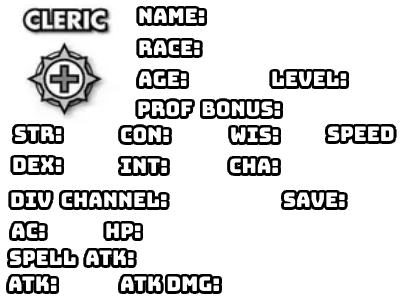 CLERIC
NAME:
RACE:
AGE: LEVEL:
PROF BONUS:
STR: CON: WIS: SPEED
DEX: INT: CHA:
DIV CHANNEL: SAVE:
AC: HP:
SPELL ATK:
ATK: ATK DMG: